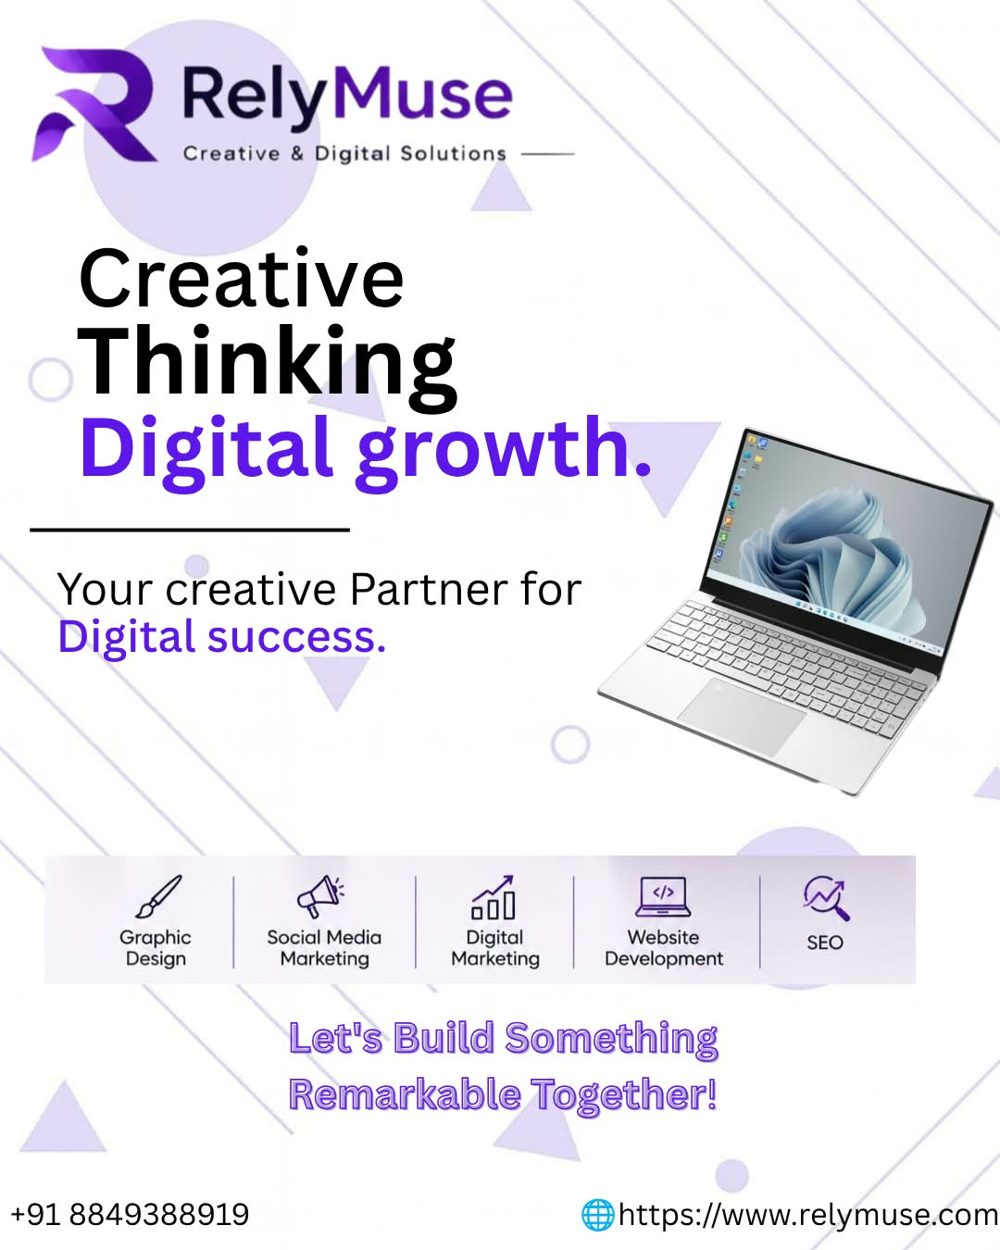 RelyMuse
Creative & Digital Solutions
Creative
Thinking
Digital growth.
Your creative Partner for
Digital success.
Graphic
Design
Social Media
Marketing
Digital
Marketing
Website
Development
SEO
Let's Build Something
Remarkable Together!
+91 8849388919
https://www.relymuse.com